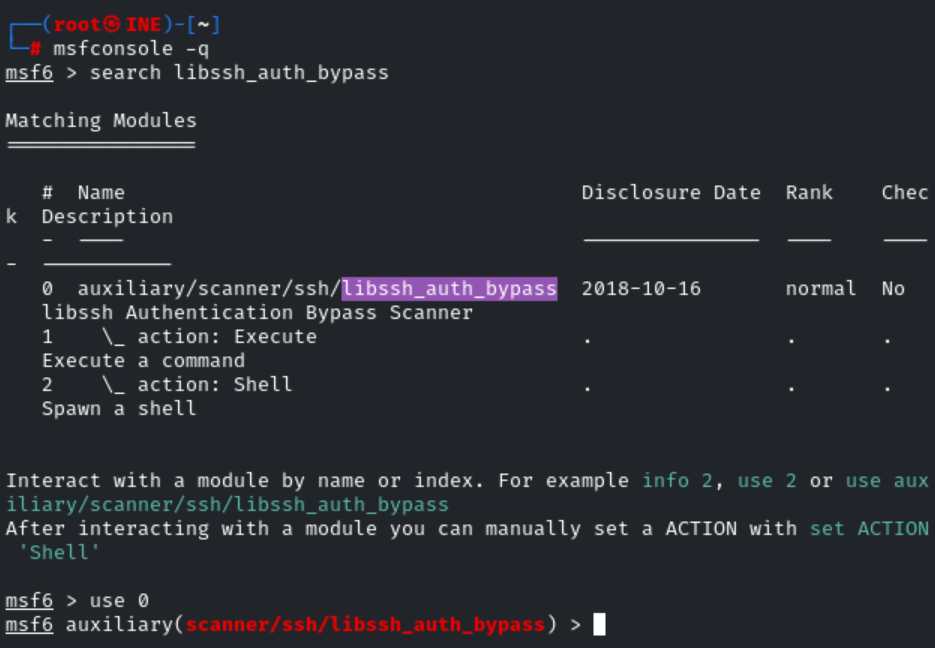 ┌──(root㉿INE)-[~]
└─# msfconsole -q
msf6 > search libssh_auth_bypass

Matching Modules
================

   #  Name                                      Disclosure Date  Rank    Chec
k  Description
   -  ----                                      ---------------  ----    ----
-  -----------
   0  auxiliary/scanner/ssh/libssh_auth_bypass  2018-10-16       normal  No
   libssh Authentication Bypass Scanner
   1    \_ action: Execute                      .                .       .
   Execute a command
   2    \_ action: Shell                        .                .       .
   Spawn a shell


Interact with a module by name or index. For example info 2, use 2 or use aux
iliary/scanner/ssh/libssh_auth_bypass
After interacting with a module you can manually set a ACTION with set ACTION
 'Shell'

msf6 > use 0
msf6 auxiliary(scanner/ssh/libssh_auth_bypass) >